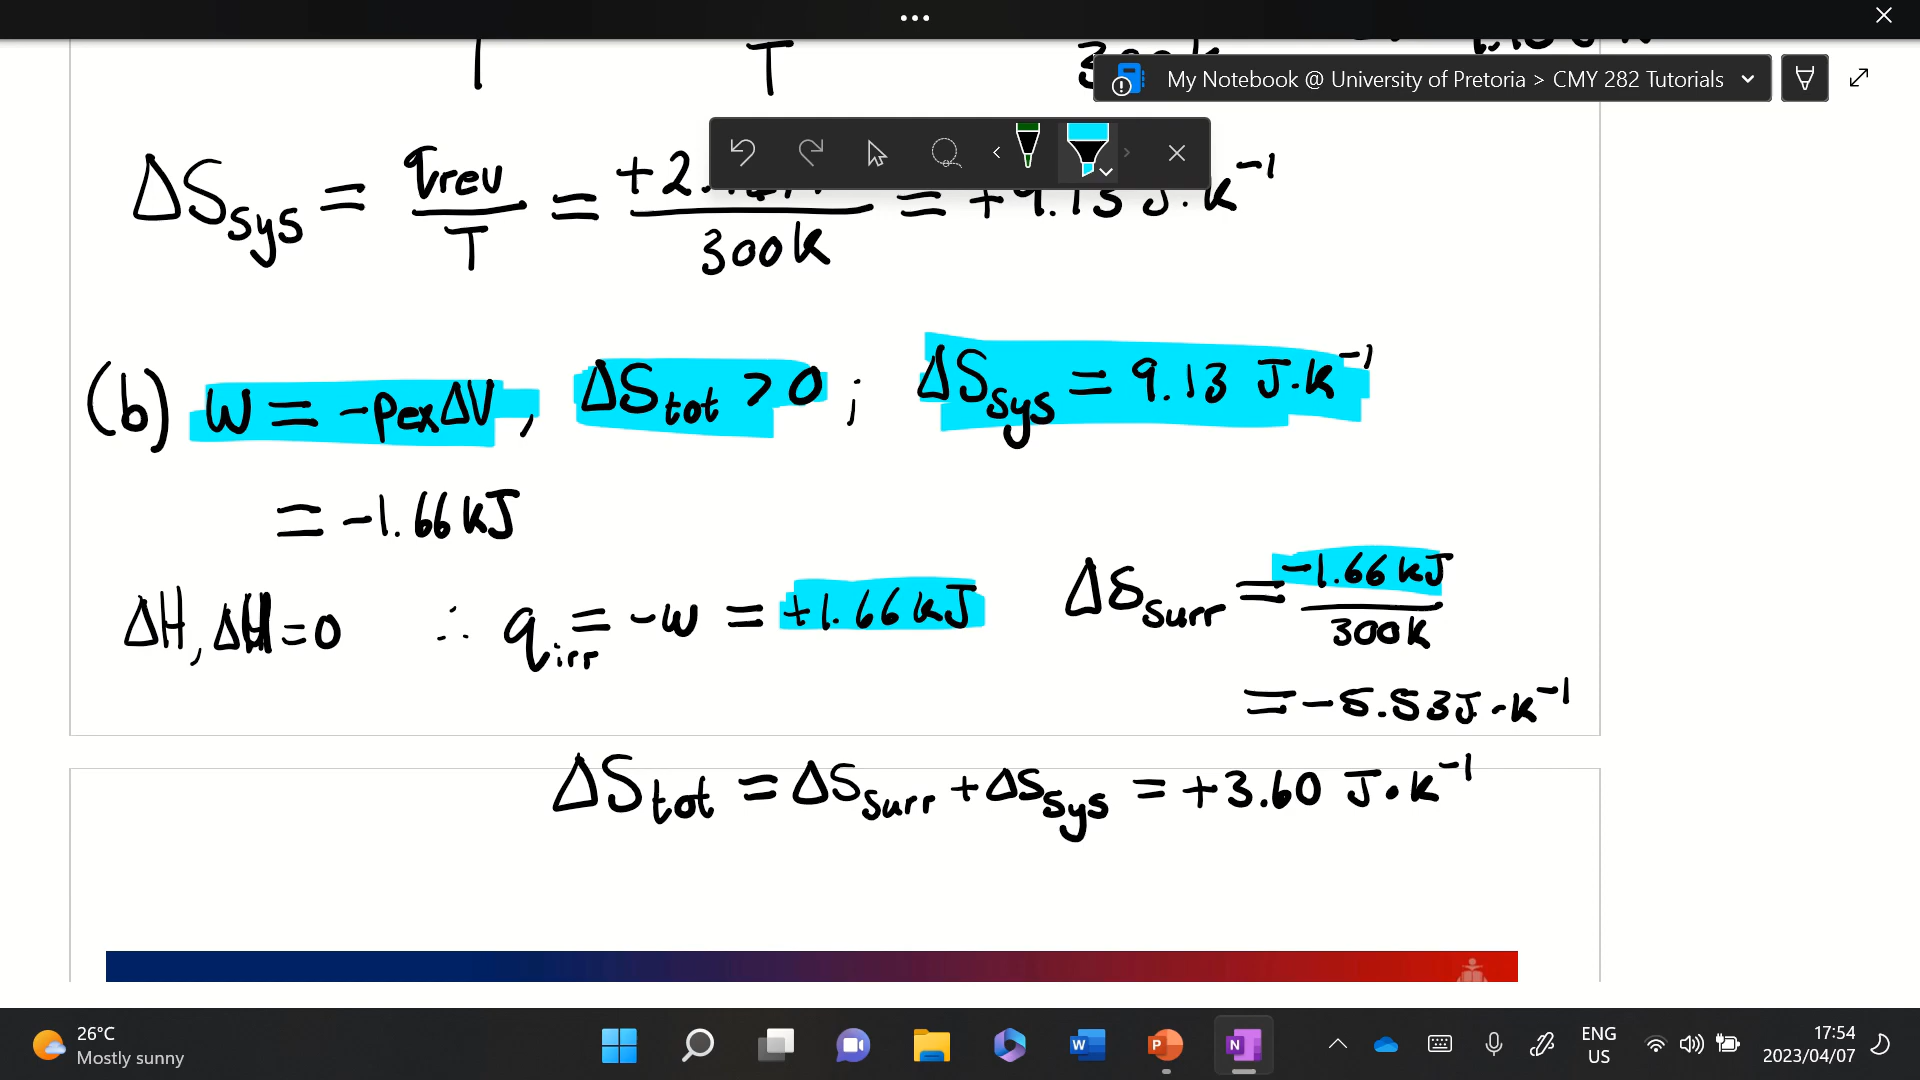 My Notebook @ University of Pretoria > CMY 282 Tutorials
T
ΔSsys = qrev/T = +2. /300K = +9.13 J·K⁻¹
(b) w = -pexΔV, ΔStot > 0; ΔSsys = 9.13 J·K⁻¹
= -1.66 kJ
ΔH, ΔU = 0 ∴ qirr = -w = +1.66 kJ
ΔSsurr = -1.66 kJ/300K
= -5.53 J·K⁻¹
ΔStot = ΔSsurr + ΔSsys = +3.60 J·K⁻¹
26°C
Mostly sunny
ENG
US
17:54
2023/04/07